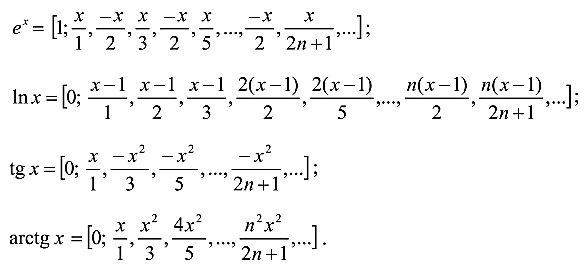 e^x = [1; x/1, -x/2, x/3, -x/2, x/5, ..., -x/2, x/(2n+1), ...];
ln x = [0; (x-1)/1, (x-1)/2, (x-1)/3, 2(x-1)/2, 2(x-1)/5, ..., n(x-1)/2, n(x-1)/(2n+1), ...];
tg x = [0; x/1, -x^2/3, -x^2/5, ..., -x^2/(2n+1), ...];
arctg x = [0; x/1, x^2/3, 4x^2/5, ..., n^2x^2/(2n+1), ...].